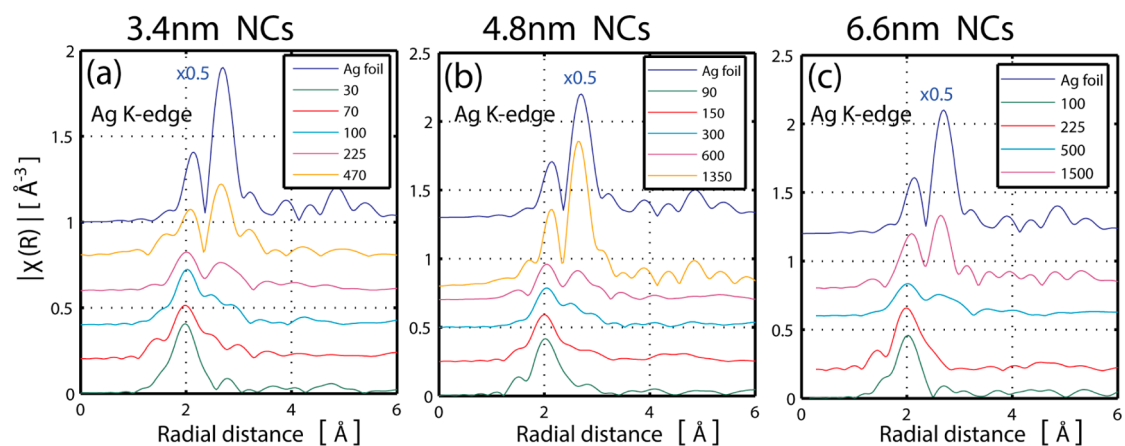 3.4nm NCs
4.8nm NCs
6.6nm NCs
|χ(R)| [Å-3]
(a)
x0.5
Ag K-edge
Ag foil
30
70
100
225
470
2
1.5
1
0.5
0
0 2 4 6
Radial distance [Å]
(b)
x0.5
Ag K-edge
Ag foil
90
150
300
600
1350
2.5
2
1.5
1
0.5
0
0 2 4 6
Radial distance [Å]
(c)
x0.5
Ag K-edge
Ag foil
100
225
500
1500
2.5
2
1.5
1
0.5
0
0 2 4 6
Radial distance [Å]